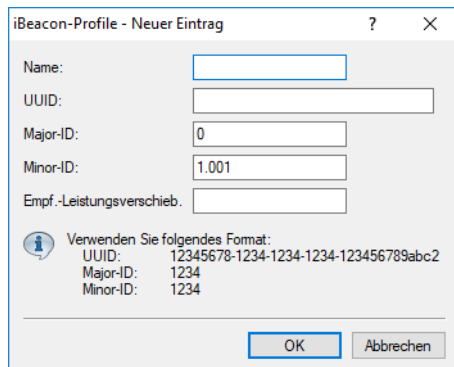 iBeacon-Profile - Neuer Eintrag ? ×
Name:
UUID:
Major-ID: 0
Minor-ID: 1.001
Empf.-Leistungsverschieb.
Verwenden Sie folgendes Format:
UUID: 12345678-1234-1234-1234-123456789abc2
Major-ID: 1234
Minor-ID: 1234
OK Abbrechen